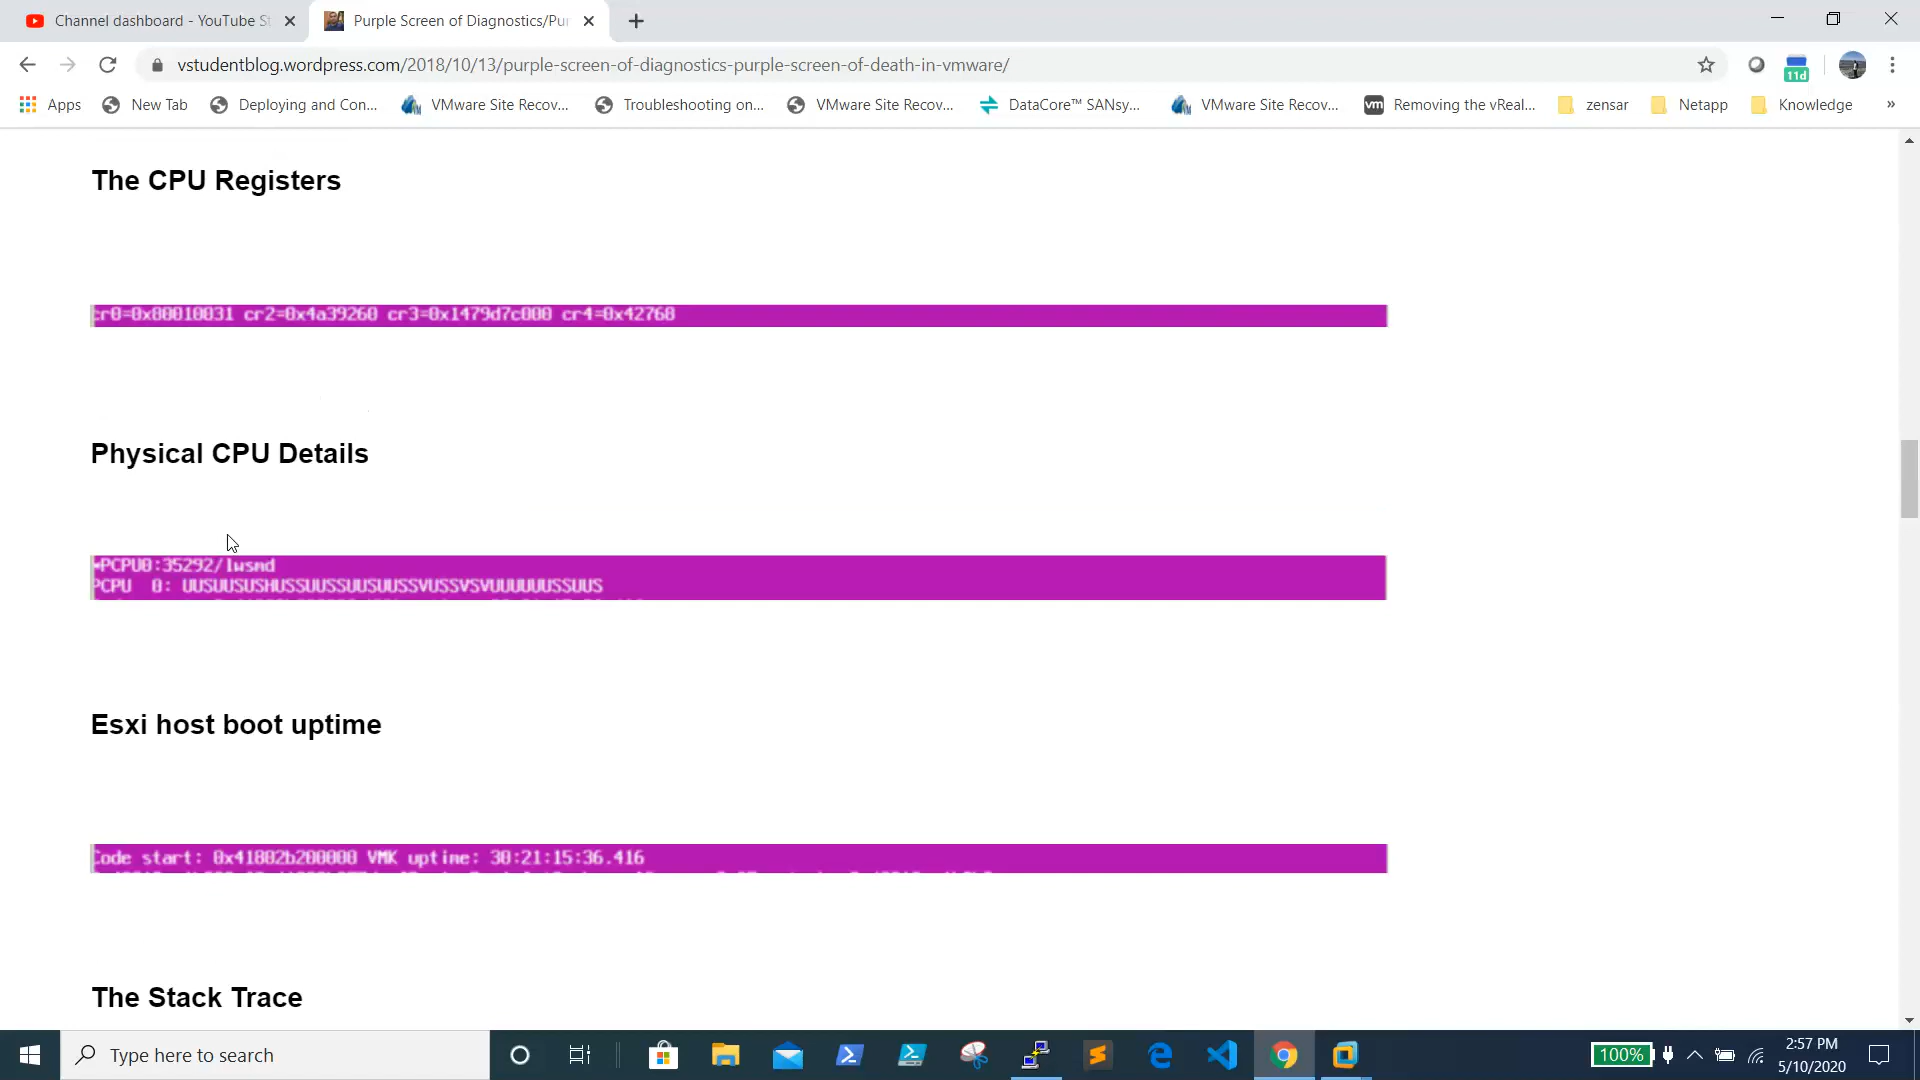 Channel dashboard - YouTube St
Purple Screen of Diagnostics/Pur
vstudentblog.wordpress.com/2018/10/13/purple-screen-of-diagnostics-purple-screen-of-death-in-vmware/
11d
Apps
New Tab
Deploying and Con...
VMware Site Recov...
Troubleshooting on...
VMware Site Recov...
DataCore™ SANsy...
VMware Site Recov...
vm
Removing the vReal...
zensar
Netapp
Knowledge
»
The CPU Registers
cr0=0x80010031 cr2=0x4a39260 cr3=0x1479d7c000 cr4=0x42768
Physical CPU Details
*PCPU0:35292/lwsmd
PCPU 0: UUSUUSUSHUSSUUSSUUSUUSSVUSSVSVUUUUUUSSUUS
Esxi host boot uptime
Code start: 0x41802b200000 VMK uptime: 30:21:15:36.416
The Stack Trace
Type here to search
100%
2:57 PM
5/10/2020